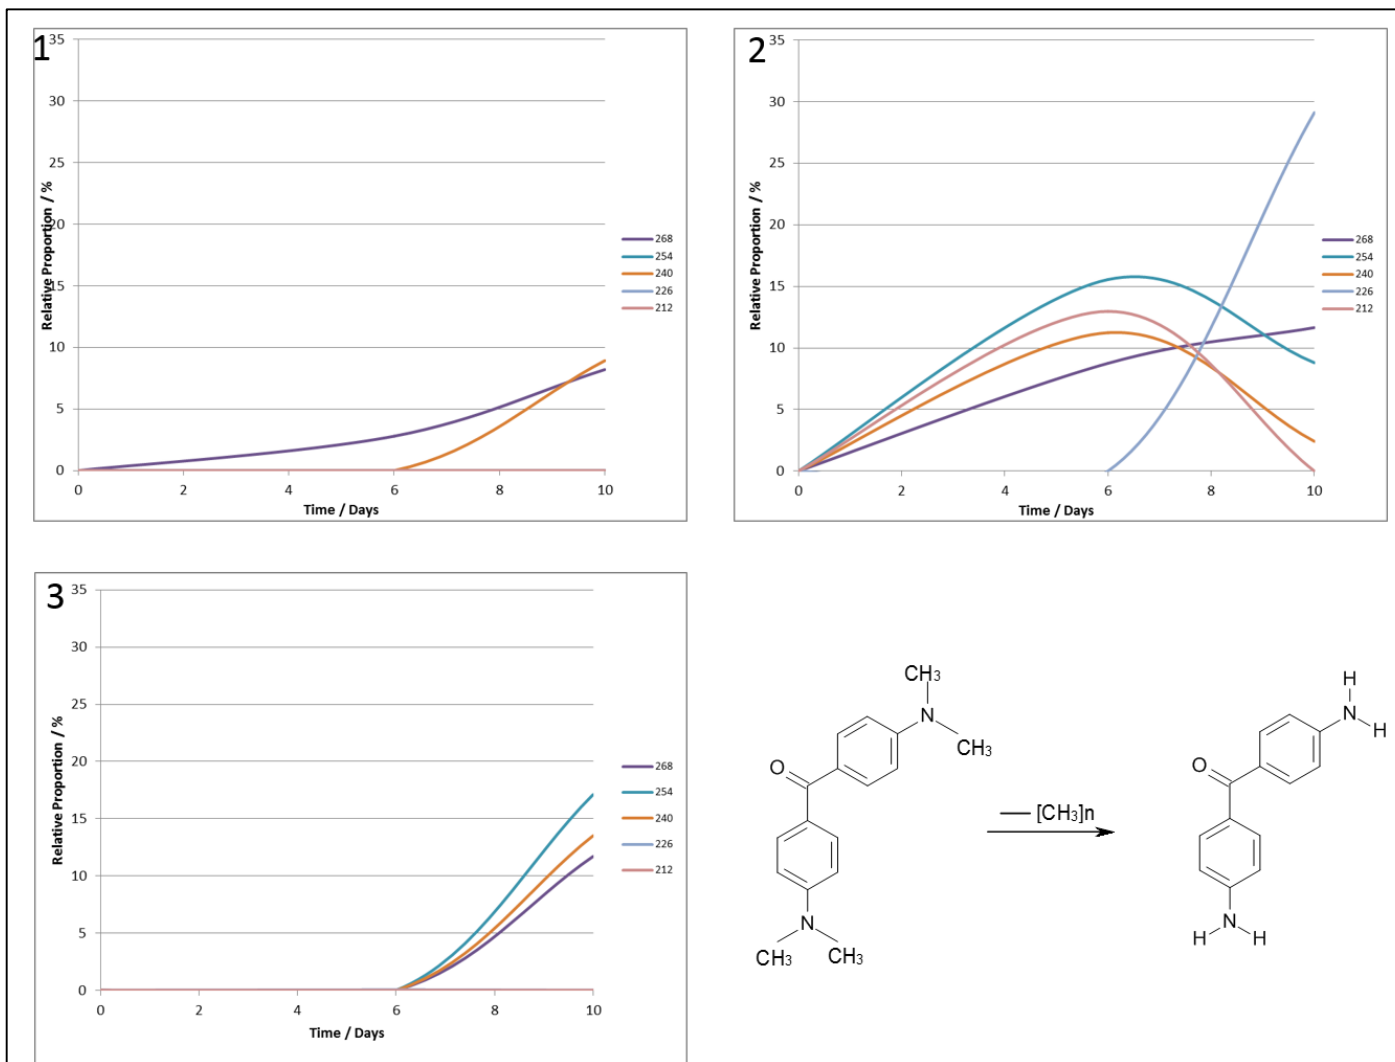 1
35
30
25
20
15
10
5
0
Relative Proportion / %
268
254
240
226
212
0 2 4 6 8 10
Time / Days
2
35
30
25
20
15
10
5
0
Relative Proportion / %
268
254
240
226
212
0 2 4 6 8 10
Time / Days
3
35
30
25
20
15
10
5
0
Relative Proportion / %
268
254
240
226
212
0 2 4 6 8 10
Time / Days
CH3
N
CH3
O
N
CH3 CH3
— [CH3]n
H
N
H
O
N
H H